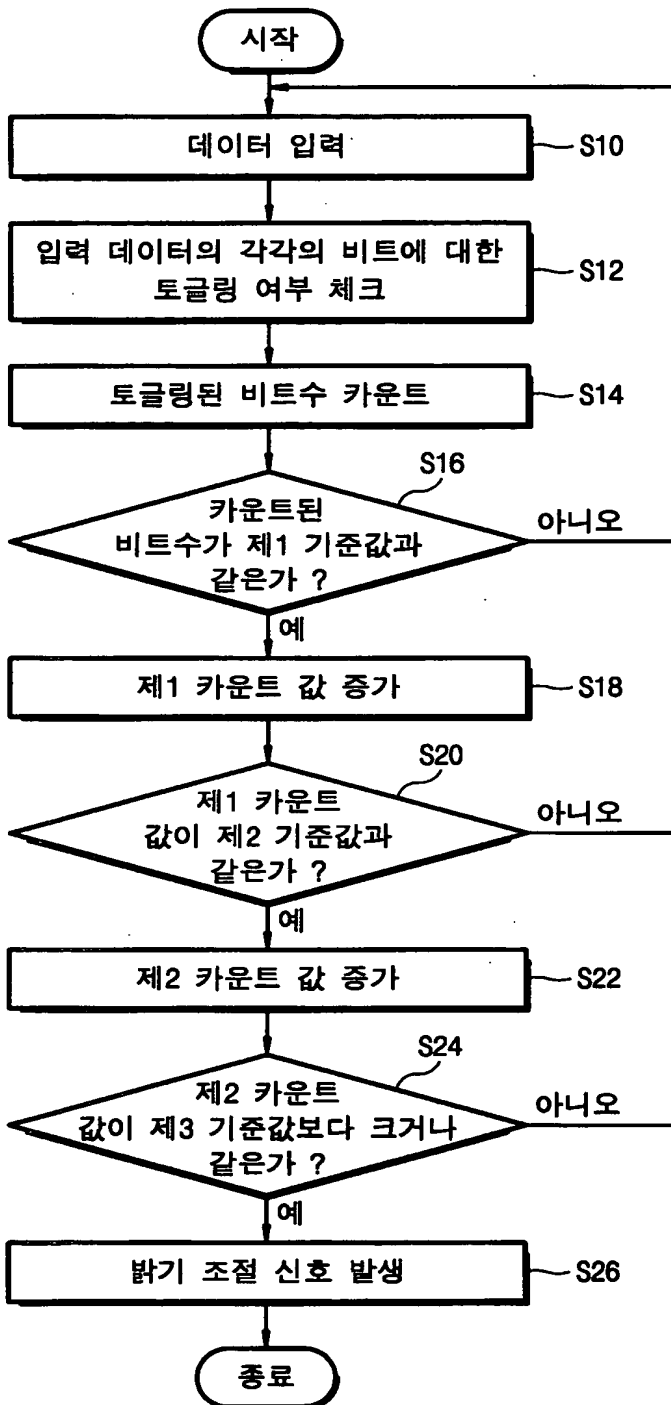 시작
데이터 입력
S10
입력 데이터의 각각의 비트에 대한
토글링 여부 체크
S12
토글링된 비트수 카운트
S14
S16
카운트된
비트수가 제1 기준값과
같은가 ?
아니오
예
제1 카운트 값 증가
S18
S20
제1 카운트
값이 제2 기준값과
같은가 ?
아니오
예
제2 카운트 값 증가
S22
S24
제2 카운트
값이 제3 기준값보다 크거나
같은가 ?
아니오
예
밝기 조절 신호 발생
S26
종료